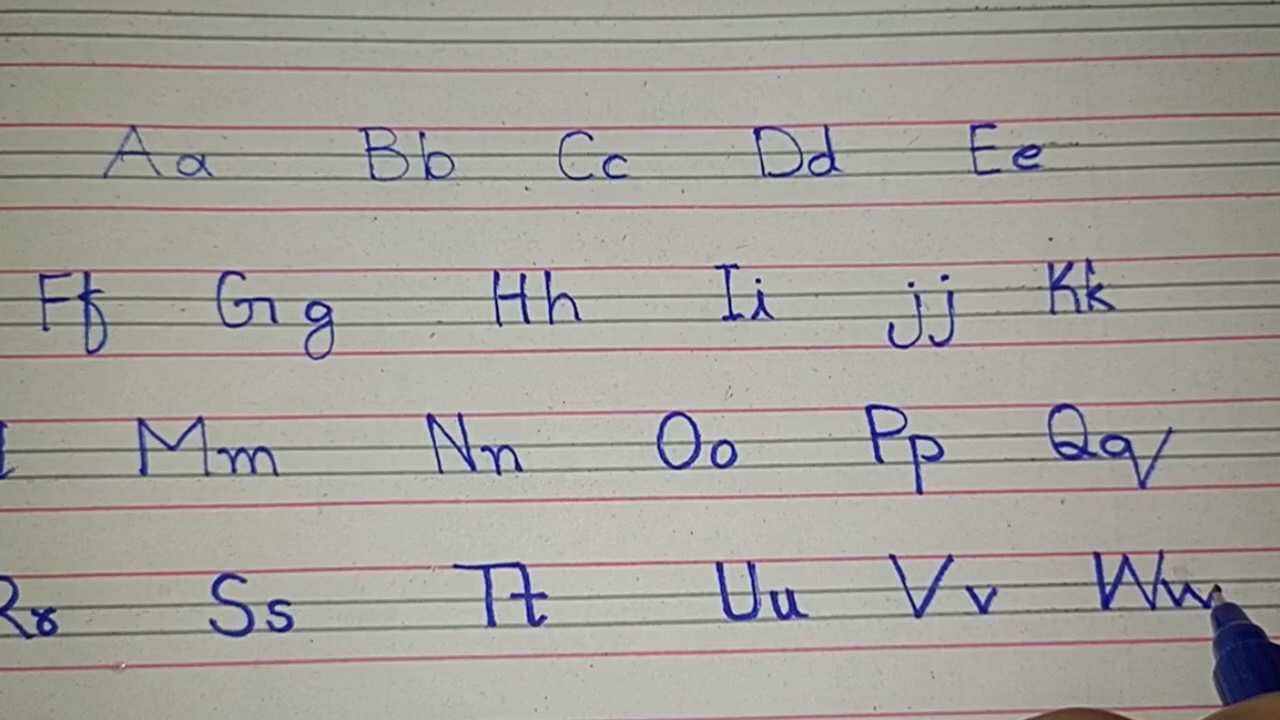 Aa Bb Cc Dd Ee
Ff Gg Hh Ii jj Kk
Mm Nn Oo Pp Qq
Rr Ss Tt Uu Vv Ww